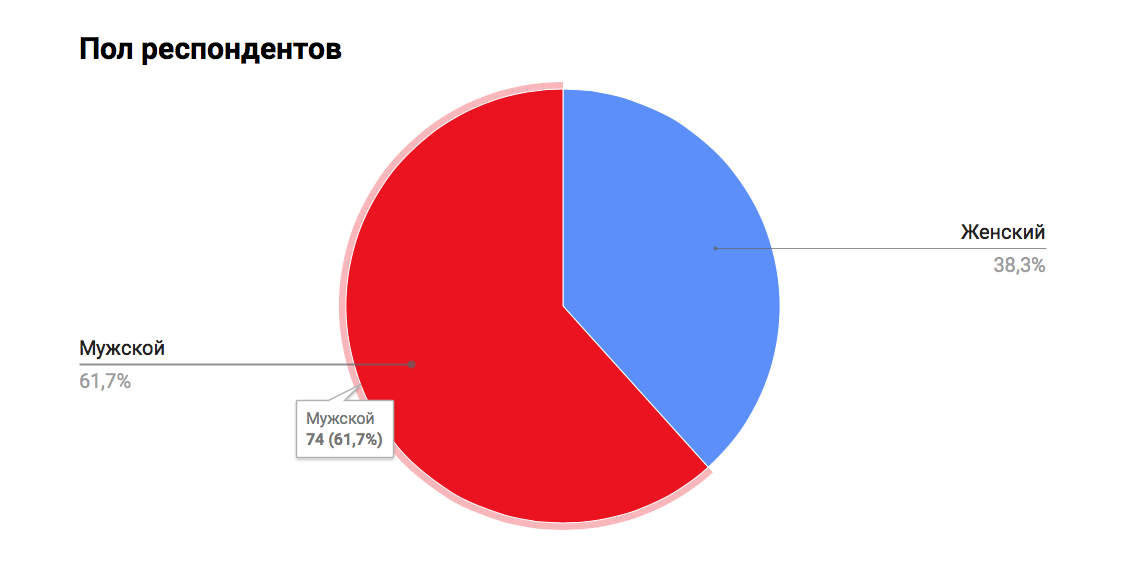 Пол респондентов
Женский
38,3%
Мужской
61,7%
Мужской
74 (61,7%)